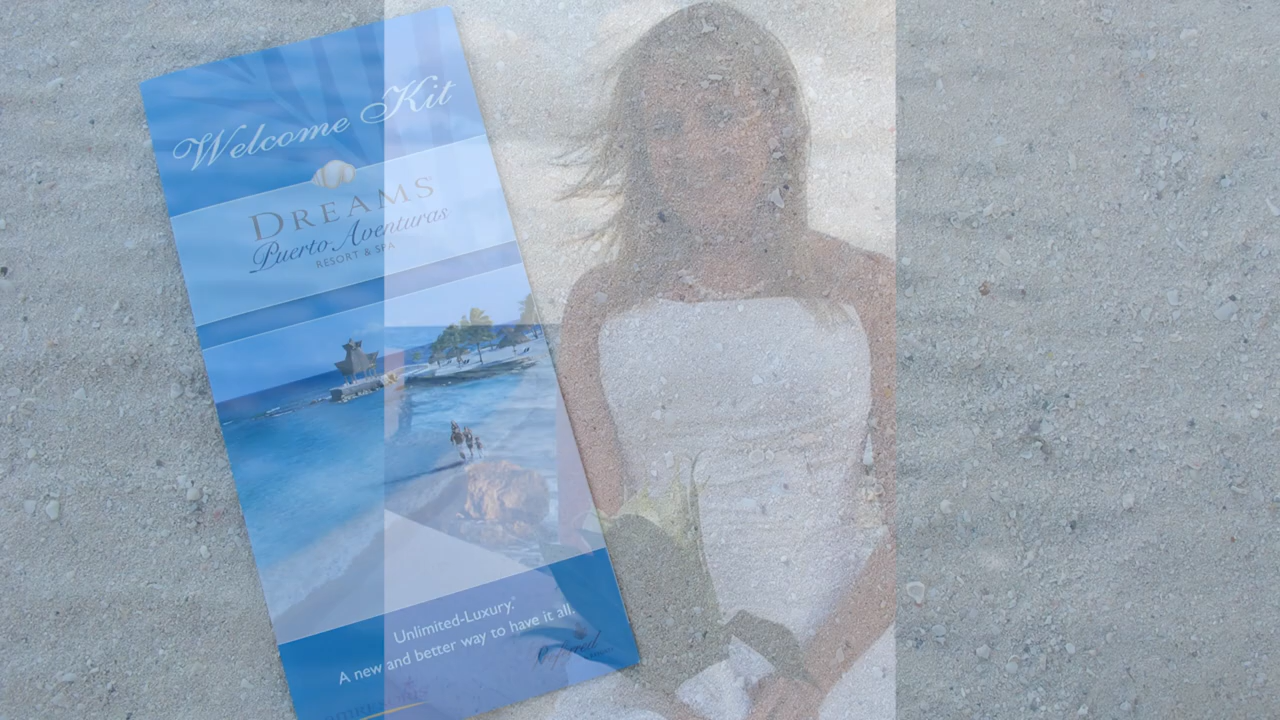 Welcome Kit
DREAMS
Puerto Aventuras
RESORT & SPA
Unlimited-Luxury.®
A new and better way to have it all.